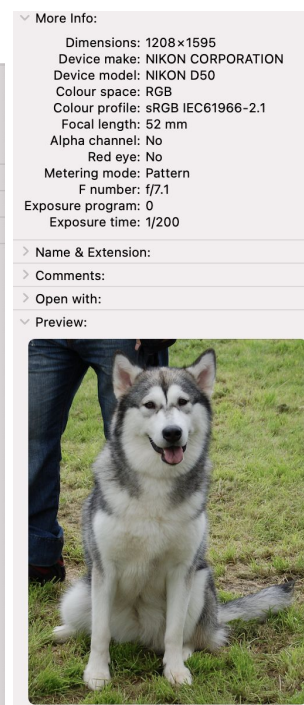 More Info:
Dimensions: 1208×1595
Device make: NIKON CORPORATION
Device model: NIKON D50
Colour space: RGB
Colour profile: sRGB IEC61966-2.1
Focal length: 52 mm
Alpha channel: No
Red eye: No
Metering mode: Pattern
F number: f/7.1
Exposure program: 0
Exposure time: 1/200
Name & Extension:
Comments:
Open with:
Preview: